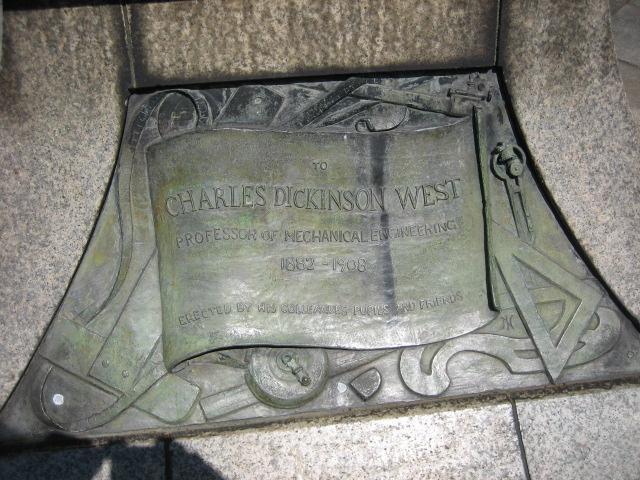 TO
CHARLES DICKINSON WEST
PROFESSOR OF MECHANICAL ENGINEERING
1882-1908
ERECTED BY HIS COLLEAGUES PUPILS AND FRIENDS